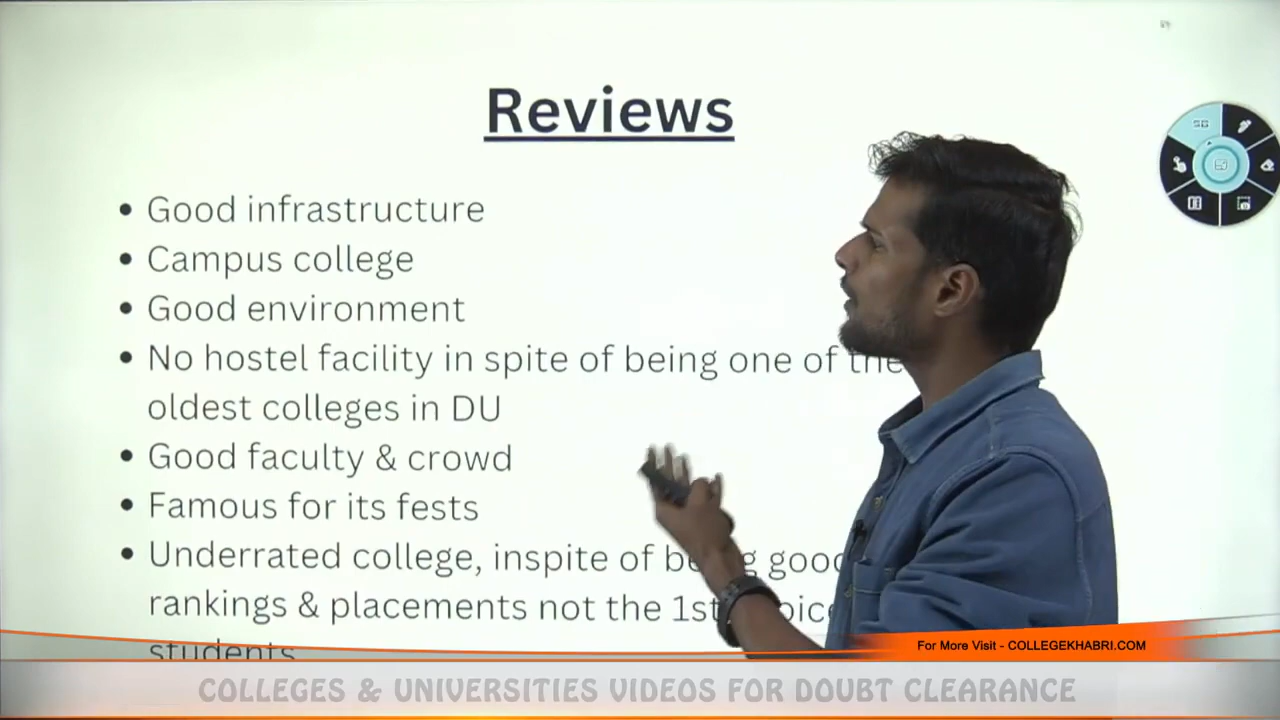 Reviews
• Good infrastructure
• Campus college
• Good environment
• No hostel facility in spite of being one of the
oldest colleges in DU
• Good faculty & crowd
• Famous for its fests
• Underrated college, inspite of being good
rankings & placements not the 1st
students
For More Visit - COLLEGEKHABRI.COM
COLLEGES & UNIVERSITIES VIDEOS FOR DOUBT CLEARANCE